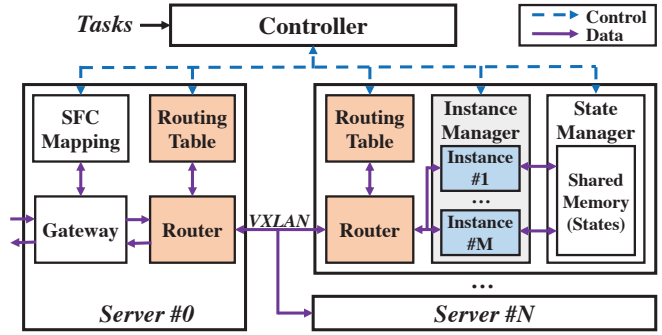 Tasks
Controller
Control
Data
SFC
Mapping
Routing
Table
Gateway
Router
Server #0
VXLAN
Routing
Table
Router
Instance
Manager
Instance
#1
...
Instance
#M
State
Manager
Shared
Memory
(States)
...
Server #N